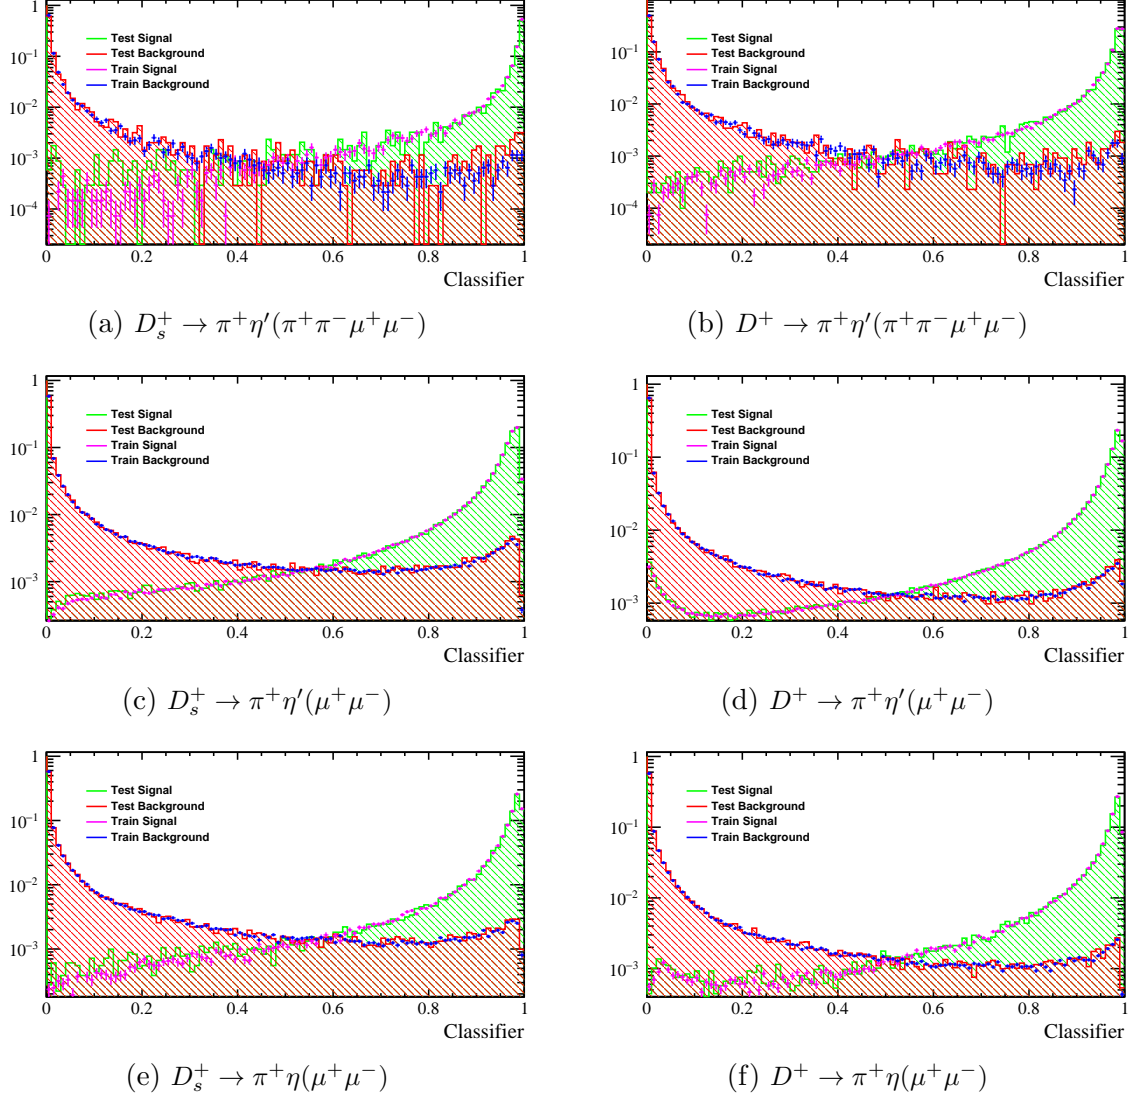 1
10⁻¹
10⁻²
10⁻³
10⁻⁴
Test Signal
Test Background
Train Signal
Train Background
0 0.2 0.4 0.6 0.8 1
Classifier
(a) D_s^+ → π⁺η′(π⁺π⁻μ⁺μ⁻)
10⁻¹
10⁻²
10⁻³
10⁻⁴
Test Signal
Test Background
Train Signal
Train Background
0 0.2 0.4 0.6 0.8 1
Classifier
(b) D⁺ → π⁺η′(π⁺π⁻μ⁺μ⁻)
1
10⁻¹
10⁻²
10⁻³
Test Signal
Test Background
Train Signal
Train Background
0 0.2 0.4 0.6 0.8 1
Classifier
(c) D_s^+ → π⁺η′(μ⁺μ⁻)
1
10⁻¹
10⁻²
10⁻³
Test Signal
Test Background
Train Signal
Train Background
0 0.2 0.4 0.6 0.8 1
Classifier
(d) D⁺ → π⁺η′(μ⁺μ⁻)
1
10⁻¹
10⁻²
10⁻³
Test Signal
Test Background
Train Signal
Train Background
0 0.2 0.4 0.6 0.8 1
Classifier
(e) D_s^+ → π⁺η(μ⁺μ⁻)
1
10⁻¹
10⁻²
10⁻³
Test Signal
Test Background
Train Signal
Train Background
0 0.2 0.4 0.6 0.8 1
Classifier
(f) D⁺ → π⁺η(μ⁺μ⁻)